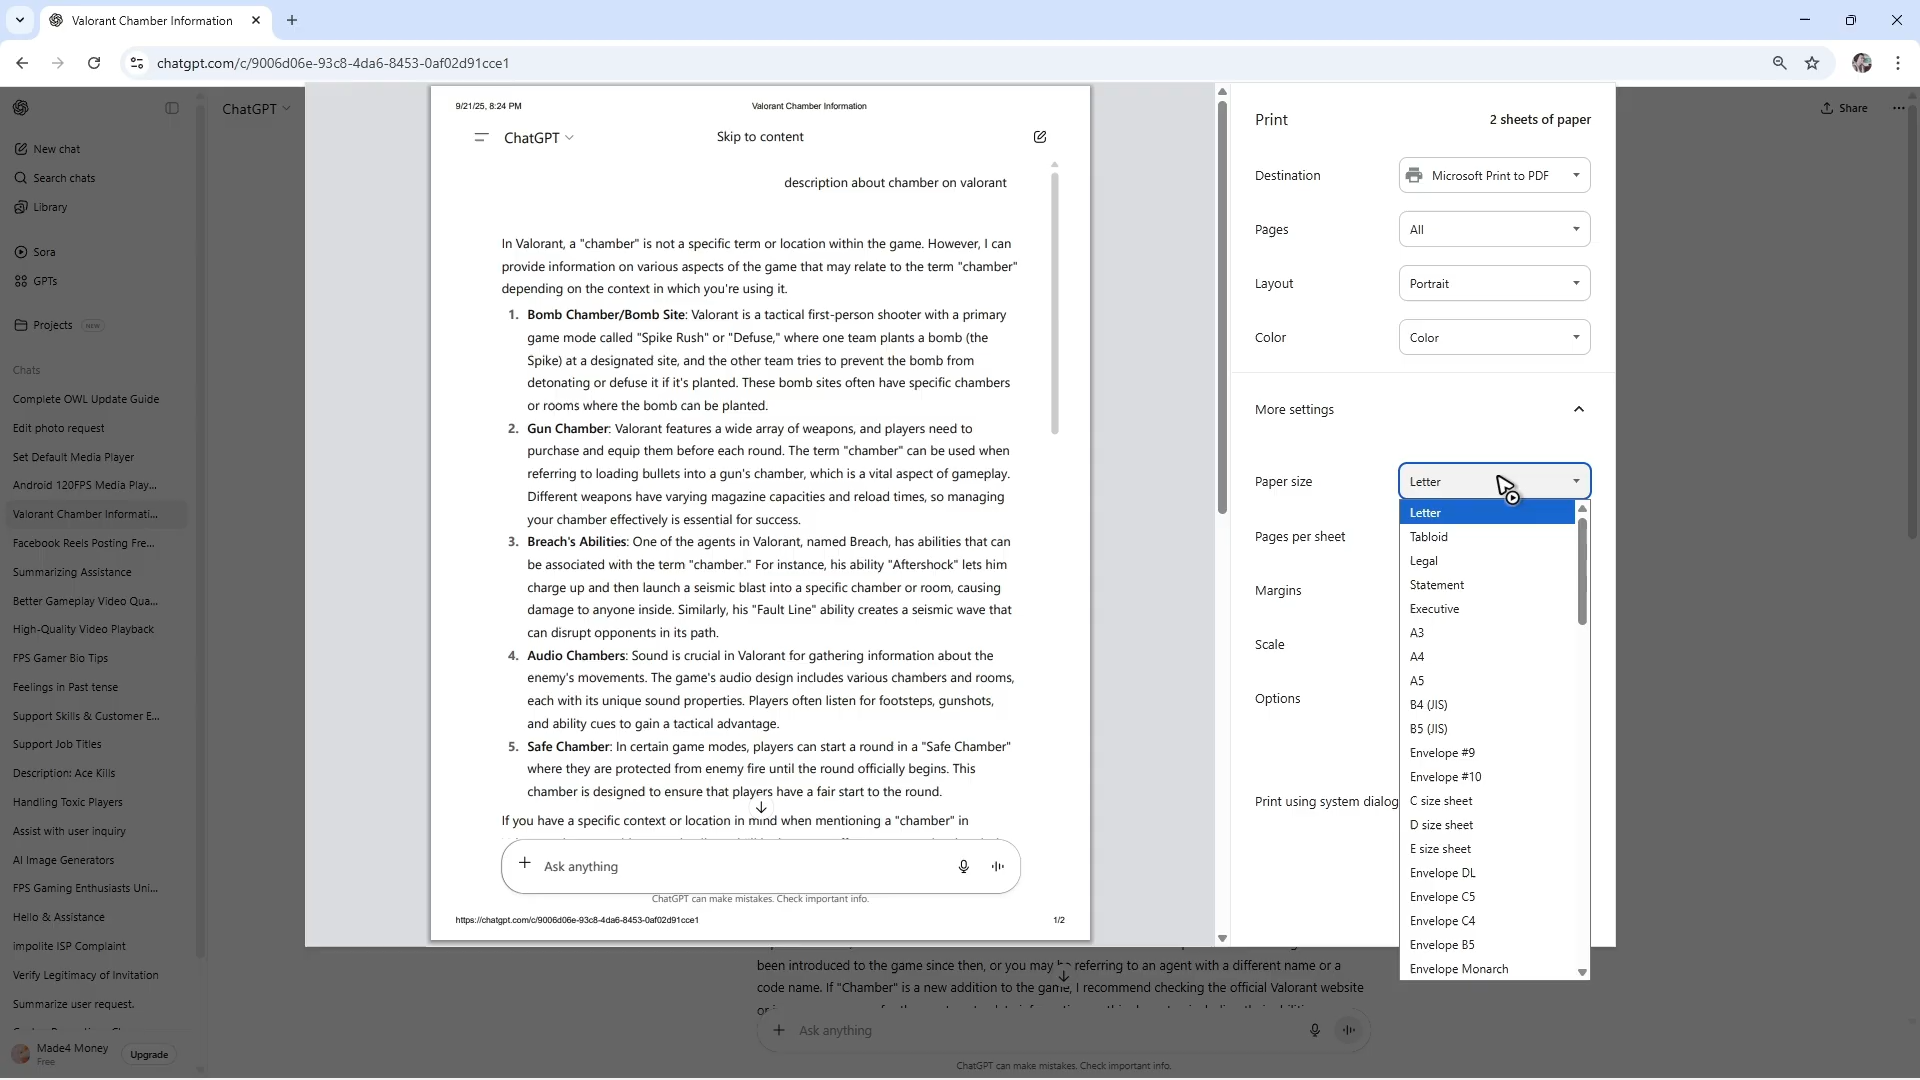 Valorant Chamber Information
chatgpt.com/c/9006d06e-93c8-4da6-8453-0af02d91cce1
ChatGPT
Share
New chat
Search chats
Library
Sora
GPTs
Projects NEW
Chats
Complete OWL Update Guide
Edit photo request
Set Default Media Player
Android 120FPS Media Play...
Valorant Chamber Informati...
Facebook Reels Posting Fre...
Summarizing Assistance
Better Gameplay Video Qua...
High-Quality Video Playback
FPS Gamer Bio Tips
Feelings in Past tense
Support Skills & Customer E...
Support Job Titles
Description: Ace Kills
Handling Toxic Players
Assist with user inquiry
AI Image Generators
FPS Gaming Enthusiasts Uni...
Hello & Assistance
impolite ISP Complaint
Verify Legitimacy of Invitation
Summarize user request.
Made4 Money
Free
Upgrade
9/21/25, 8:24 PM Valorant Chamber Information
ChatGPT Skip to content
description about chamber on valorant
In Valorant, a "chamber" is not a specific term or location within the game. However, I can
provide information on various aspects of the game that may relate to the term "chamber"
depending on the context in which you're using it.
1. Bomb Chamber/Bomb Site: Valorant is a tactical first-person shooter with a primary
game mode called "Spike Rush" or "Defuse," where one team plants a bomb (the
Spike) at a designated site, and the other team tries to prevent the bomb from
detonating or defuse it if it's planted. These bomb sites often have specific chambers
or rooms where the bomb can be planted.
2. Gun Chamber: Valorant features a wide array of weapons, and players need to
purchase and equip them before each round. The term "chamber" can be used when
referring to loading bullets into a gun's chamber, which is a vital aspect of gameplay.
Different weapons have varying magazine capacities and reload times, so managing
your chamber effectively is essential for success.
3. Breach's Abilities: One of the agents in Valorant, named Breach, has abilities that can
be associated with the term "chamber." For instance, his ability "Aftershock" lets him
charge up and then launch a seismic blast into a specific chamber or room, causing
damage to anyone inside. Similarly, his "Fault Line" ability creates a seismic wave that
can disrupt opponents in its path.
4. Audio Chambers: Sound is crucial in Valorant for gathering information about the
enemy's movements. The game's audio design includes various chambers and rooms,
each with its unique sound properties. Players often listen for footsteps, gunshots,
and ability cues to gain a tactical advantage.
5. Safe Chamber: In certain game modes, players can start a round in a "Safe Chamber"
where they are protected from enemy fire until the round officially begins. This
chamber is designed to ensure that players have a fair start to the round.
If you have a specific context or location in mind when mentioning a "chamber" in
Ask anything
ChatGPT can make mistakes. Check important info.
https://chatgpt.com/c/9006d06e-93c8-4da6-8453-0af02d91cce1 1/2
Print 2 sheets of paper
Destination Microsoft Print to PDF
Pages All
Layout Portrait
Color Color
More settings
Paper size Letter
Pages per sheet
Margins
Scale
Options
Print using system dialog
Letter
Tabloid
Legal
Statement
Executive
A3
A4
A5
B4 (JIS)
B5 (JIS)
Envelope #9
Envelope #10
C size sheet
D size sheet
E size sheet
Envelope DL
Envelope C5
Envelope C4
Envelope B5
Envelope Monarch
been introduced to the game since then, or you may be referring to an agent with a different name or a
code name. If "Chamber" is a new addition to the game, I recommend checking the official Valorant website
Ask anything
ChatGPT can make mistakes. Check important info.